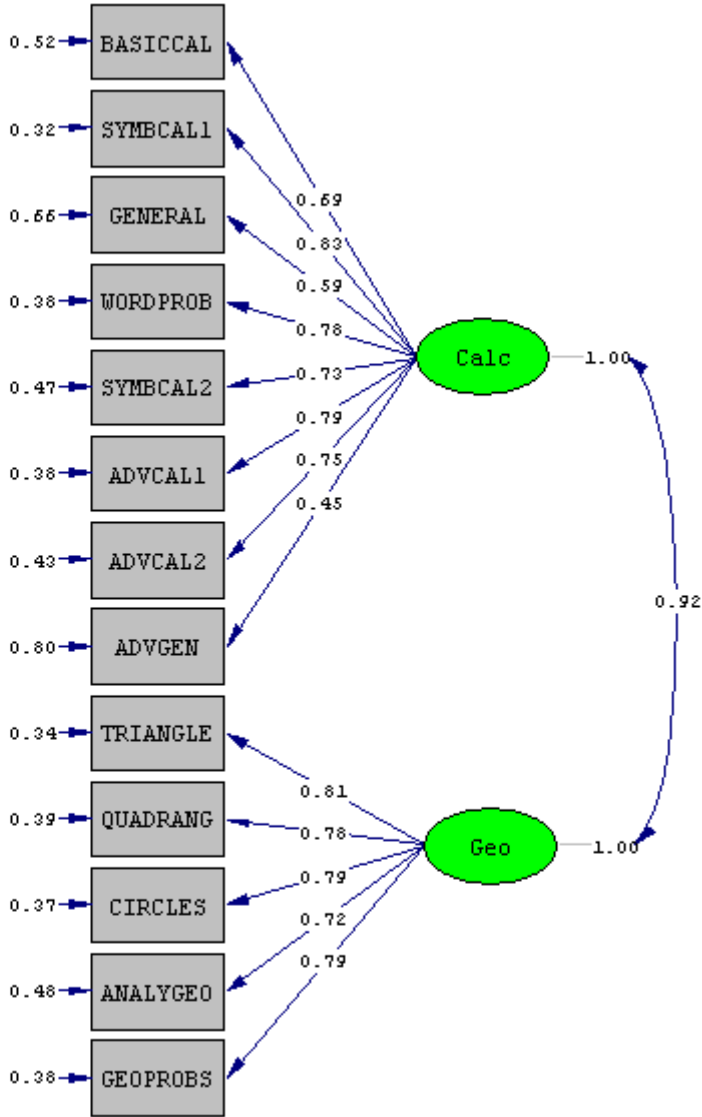 0.52 BASICCAL
0.32 SYMBCAL1
0.66 GENERAL
0.38 WORDPROB
0.47 SYMBCAL2
0.38 ADVCAL1
0.43 ADVCAL2
0.80 ADVGEN
0.34 TRIANGLE
0.39 QUADRANG
0.37 CIRCLES
0.48 ANALYGEO
0.38 GEOPROBS
0.69
0.83
0.59
0.78
0.73
0.79
0.75
0.45
0.81
0.78
0.79
0.72
0.79
Calc 1.00
Geo 1.00
0.92